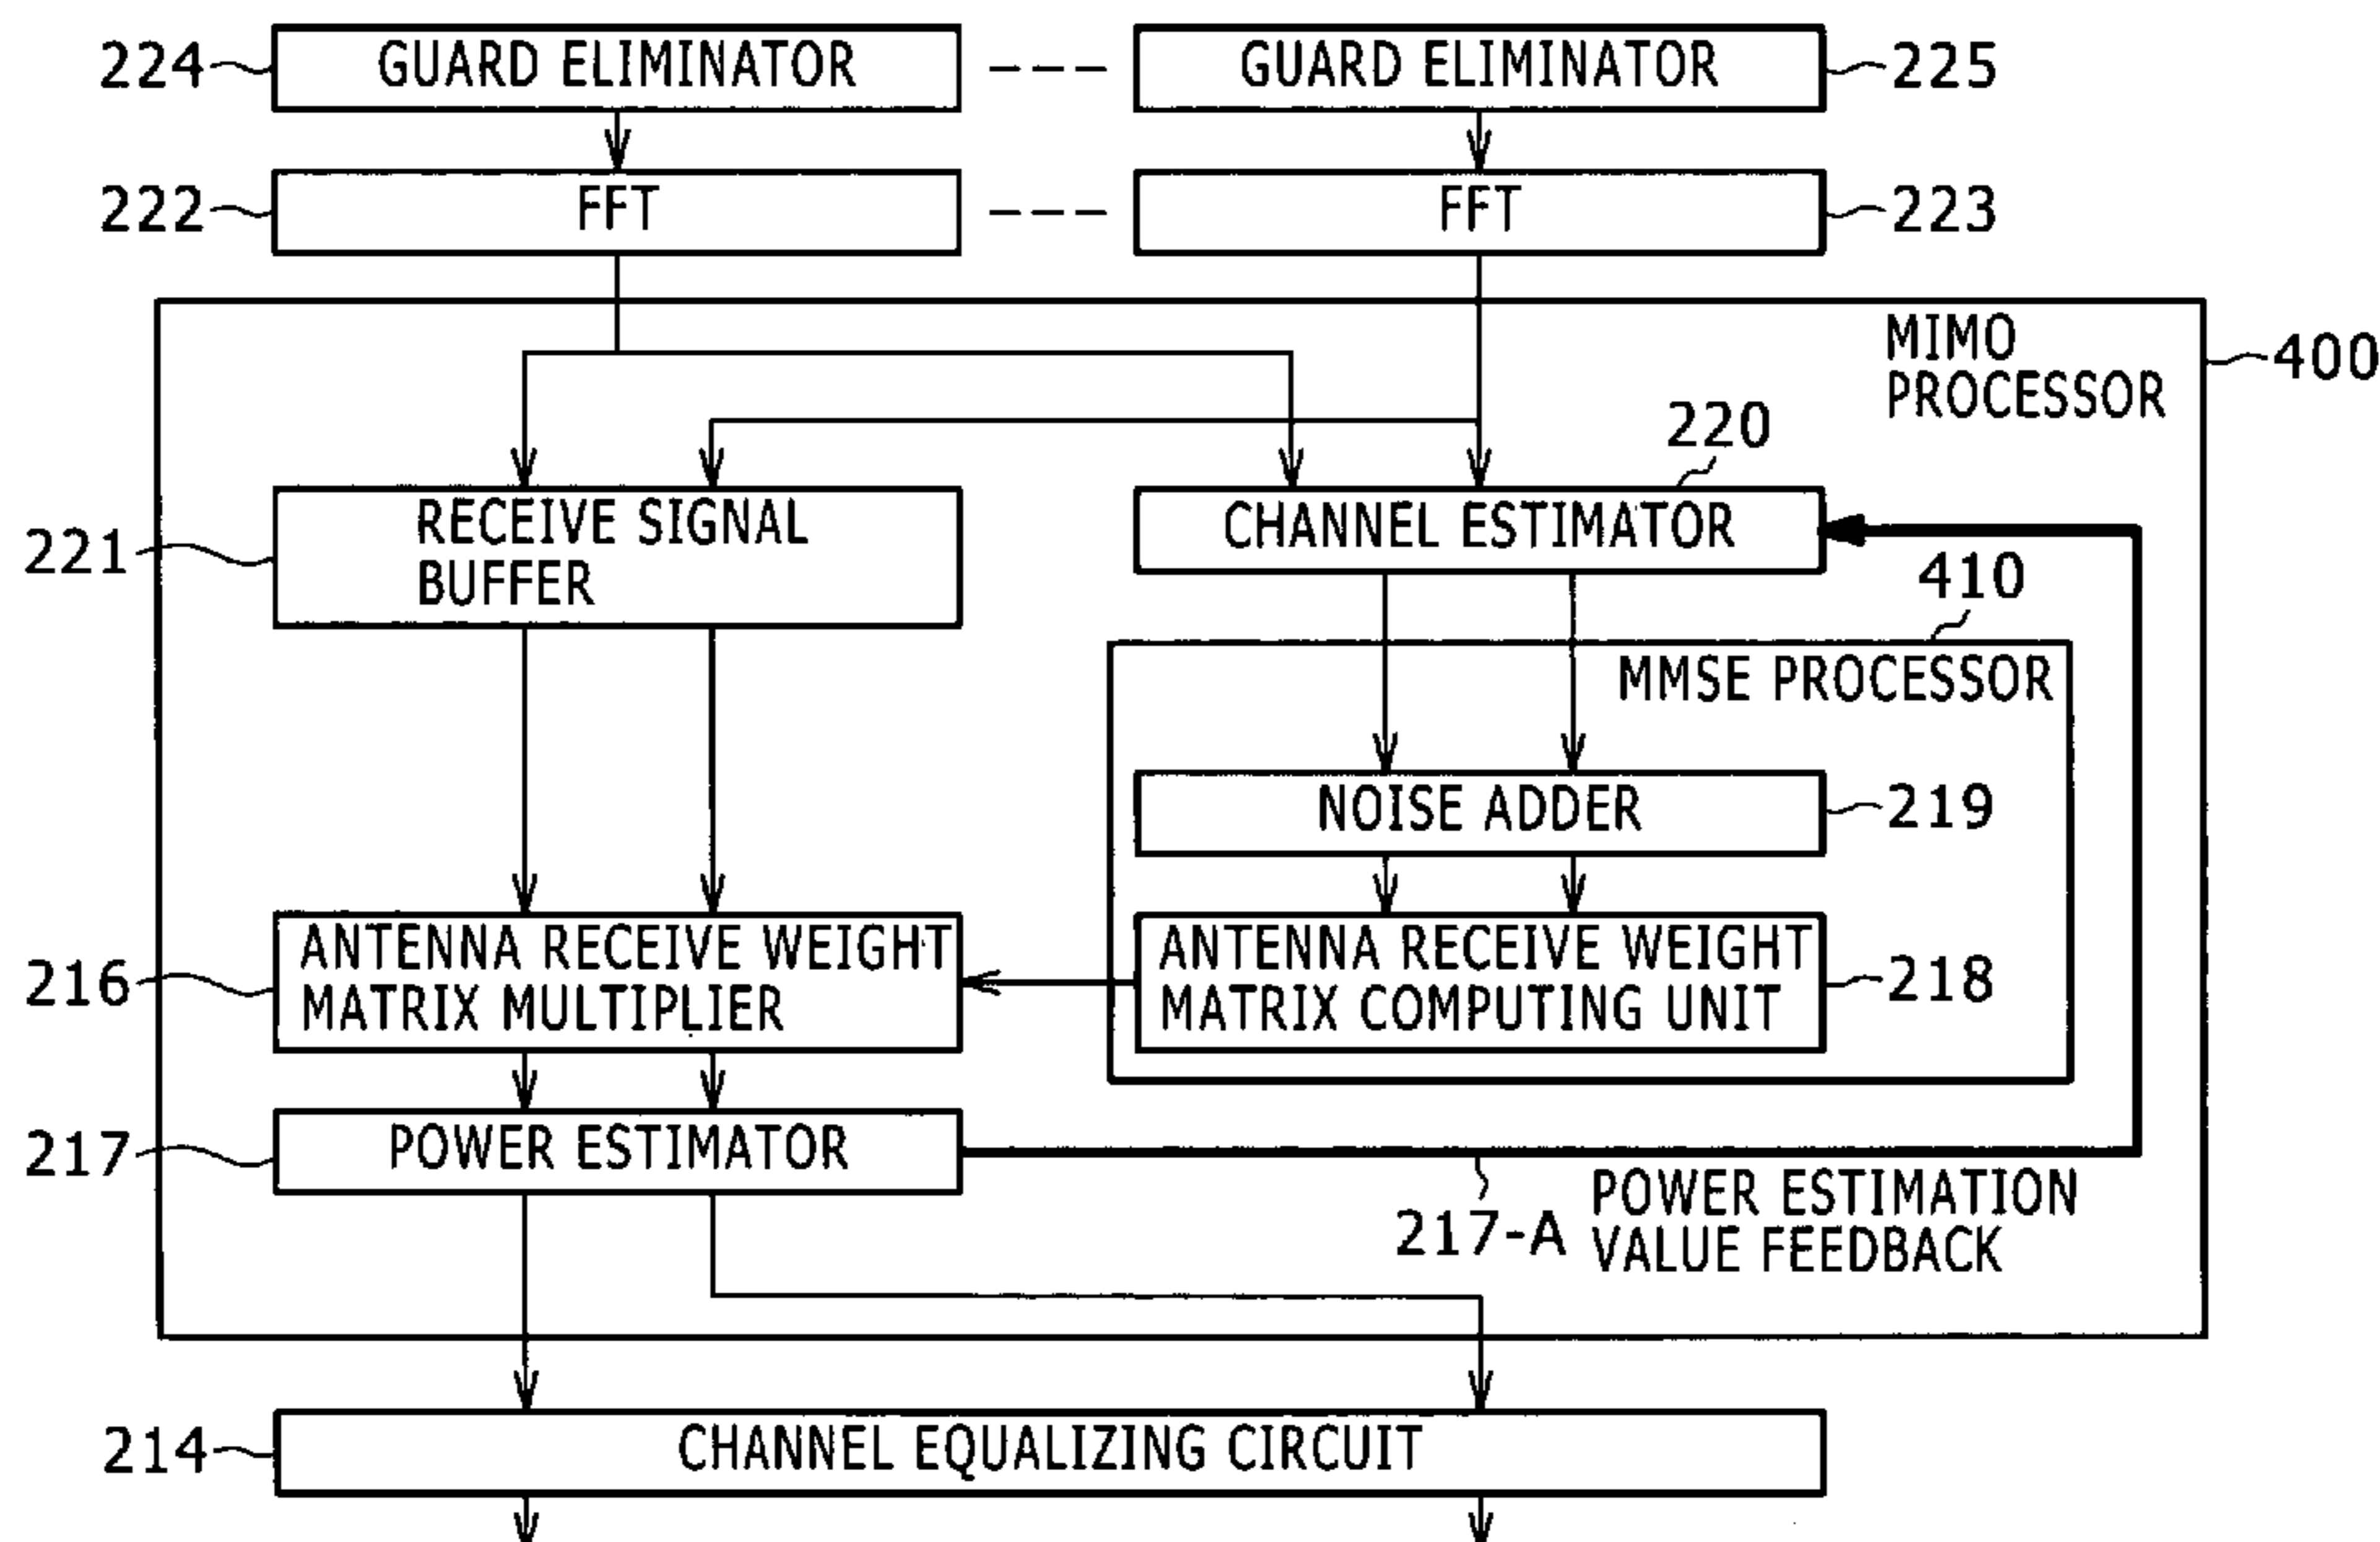 224
GUARD ELIMINATOR
GUARD ELIMINATOR
225
222
FFT
FFT
223
MIMO
PROCESSOR
400
220
221
RECEIVE SIGNAL
BUFFER
CHANNEL ESTIMATOR
410
MMSE PROCESSOR
NOISE ADDER
219
216
ANTENNA RECEIVE WEIGHT
MATRIX MULTIPLIER
ANTENNA RECEIVE WEIGHT
MATRIX COMPUTING UNIT
218
217
POWER ESTIMATOR
217-A
POWER ESTIMATION
VALUE FEEDBACK
214
CHANNEL EQUALIZING CIRCUIT